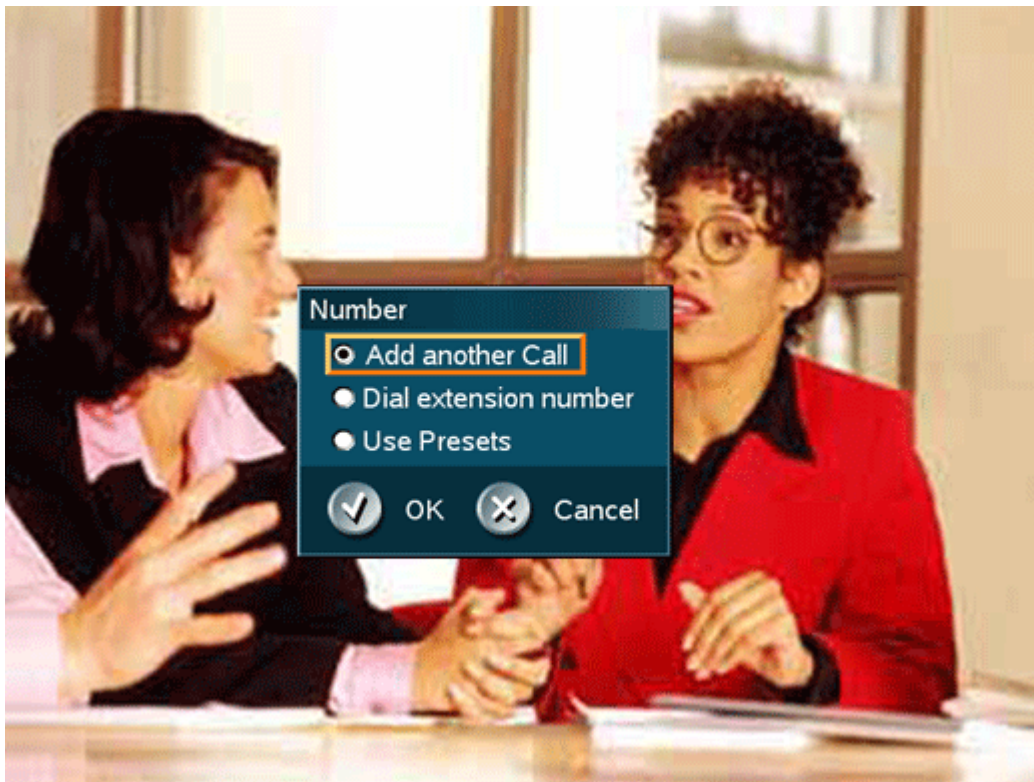 Number
Add another Call
Dial extension number
Use Presets
OK Cancel